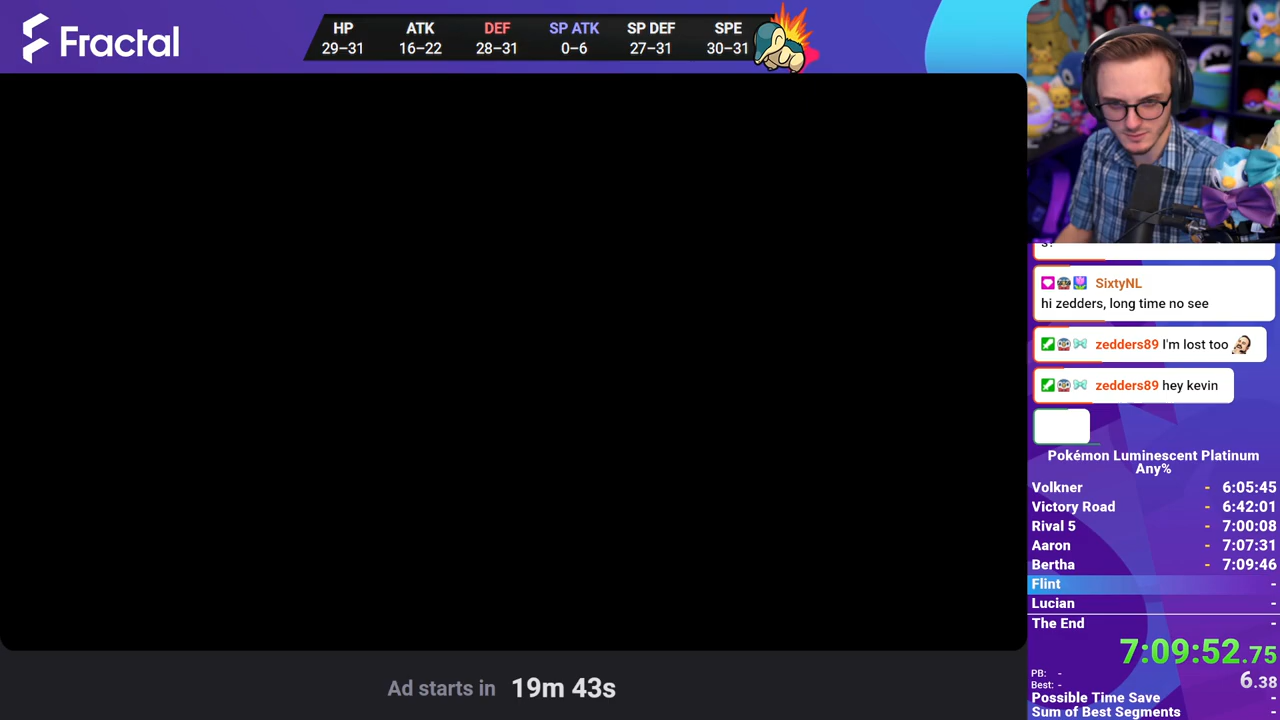 Fractal
HP ATK DEF SP ATK SP DEF SPE
29–31 16–22 28–31 0–6 27–31 30–31
s?
SixtyNL
hi zedders, long time no see
zedders89 I'm lost too
zedders89 hey kevin
Pokémon Luminescent Platinum
Any%
Volkner - 6:05:45
Victory Road - 6:42:01
Rival 5 - 7:00:08
Aaron - 7:07:31
Bertha - 7:09:46
Flint -
Lucian -
The End -
7:09:52.75
PB: -
Best: -
6.38
Possible Time Save -
Sum of Best Segments -
Ad starts in 19m 43s